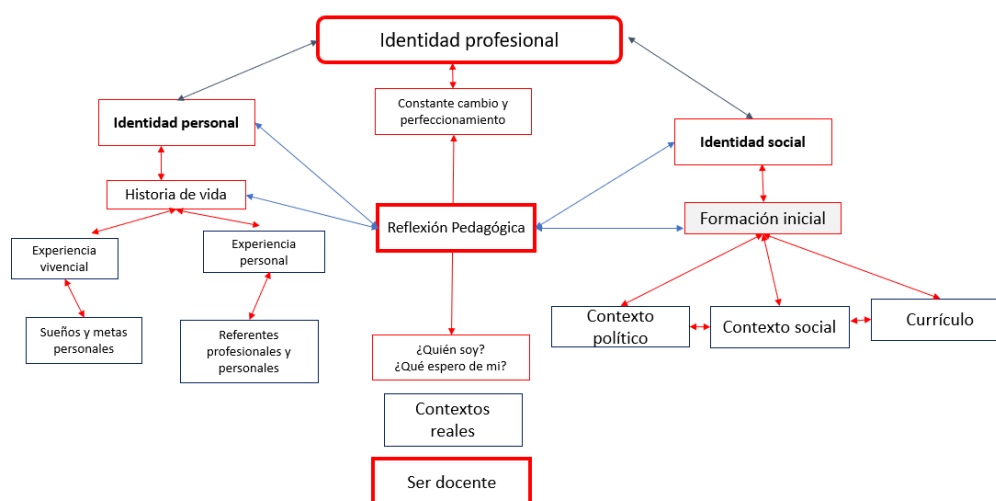 Identidad profesional
Constante cambio y
perfeccionamiento
Identidad personal
Identidad social
Historia de vida
Reflexión Pedagógica
Formación inicial
Experiencia
vivencial
Experiencia
personal
Sueños y metas
personales
Referentes
profesionales y
personales
¿Quién soy?
¿Qué espero de mi?
Contexto
político
Contexto social
Currículo
Contextos
reales
Ser docente